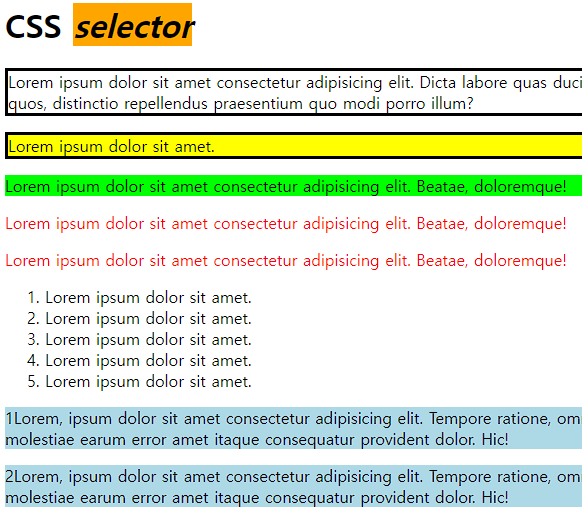 CSS selector
Lorem ipsum dolor sit amet consectetur adipisicing elit. Dicta labore quas duci
quos, distinctio repellendus praesentium quo modi porro illum?
Lorem ipsum dolor sit amet.
Lorem ipsum dolor sit amet consectetur adipisicing elit. Beatae, doloremque!
Lorem ipsum dolor sit amet consectetur adipisicing elit. Beatae, doloremque!
Lorem ipsum dolor sit amet consectetur adipisicing elit. Beatae, doloremque!
1. Lorem ipsum dolor sit amet.
2. Lorem ipsum dolor sit amet.
3. Lorem ipsum dolor sit amet.
4. Lorem ipsum dolor sit amet.
5. Lorem ipsum dolor sit amet.
1Lorem, ipsum dolor sit amet consectetur adipisicing elit. Tempore ratione, om
molestiae earum error amet itaque consequatur provident dolor. Hic!
2Lorem, ipsum dolor sit amet consectetur adipisicing elit. Tempore ratione, om
molestiae earum error amet itaque consequatur provident dolor. Hic!